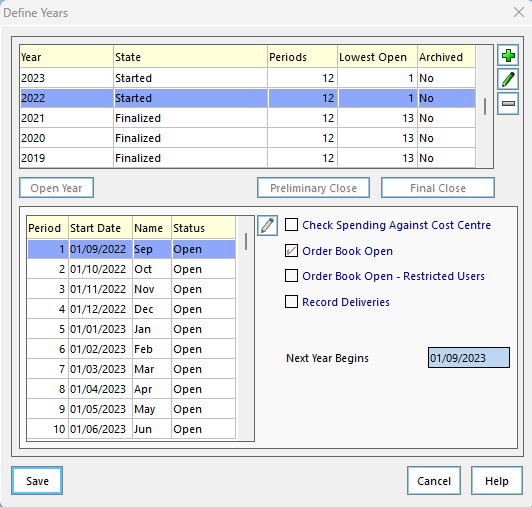 Define Years
Year State Periods Lowest Open Archived
2023 Started 12 1 No
2022 Started 12 1 No
2021 Finalized 12 13 No
2020 Finalized 12 13 No
2019 Finalized 12 13 No
Open Year Preliminary Close Final Close
Period Start Date Name Status
1 01/09/2022 Sep Open
2 01/10/2022 Oct Open
3 01/11/2022 Nov Open
4 01/12/2022 Dec Open
5 01/01/2023 Jan Open
6 01/02/2023 Feb Open
7 01/03/2023 Mar Open
8 01/04/2023 Apr Open
9 01/05/2023 May Open
10 01/06/2023 Jun Open
Check Spending Against Cost Centre
Order Book Open
Order Book Open - Restricted Users
Record Deliveries
Next Year Begins 01/09/2023
Save Cancel Help